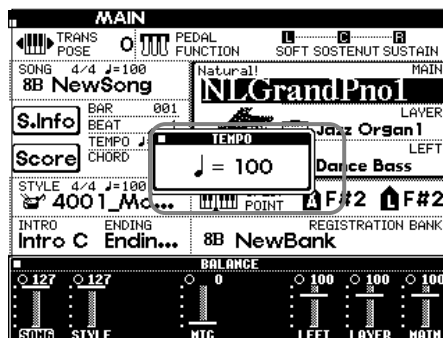 MAIN
TRANS POSE 0 PEDAL FUNCTION L C R SOFT SOSTENUT SUSTAIN
SONG 4/4 ♩=100
8B NewSong
Natural! MAIN
NLGrandPno1
S.Info BAR 001
BEAT
LAYER
Jazz Organ1
TEMPO
♩ = 100
Score CHORD
LEFT
Dance Bass
STYLE 4/4 ♩=100
4001_Mo...
POINT A F#2 L F#2
INTRO ENDING
Intro C Endin...
REGISTRATION BANK
8B NewBank
BALANCE
127 127 0 100 100 100
SONG STYLE MIC LEFT LAYER MAIN